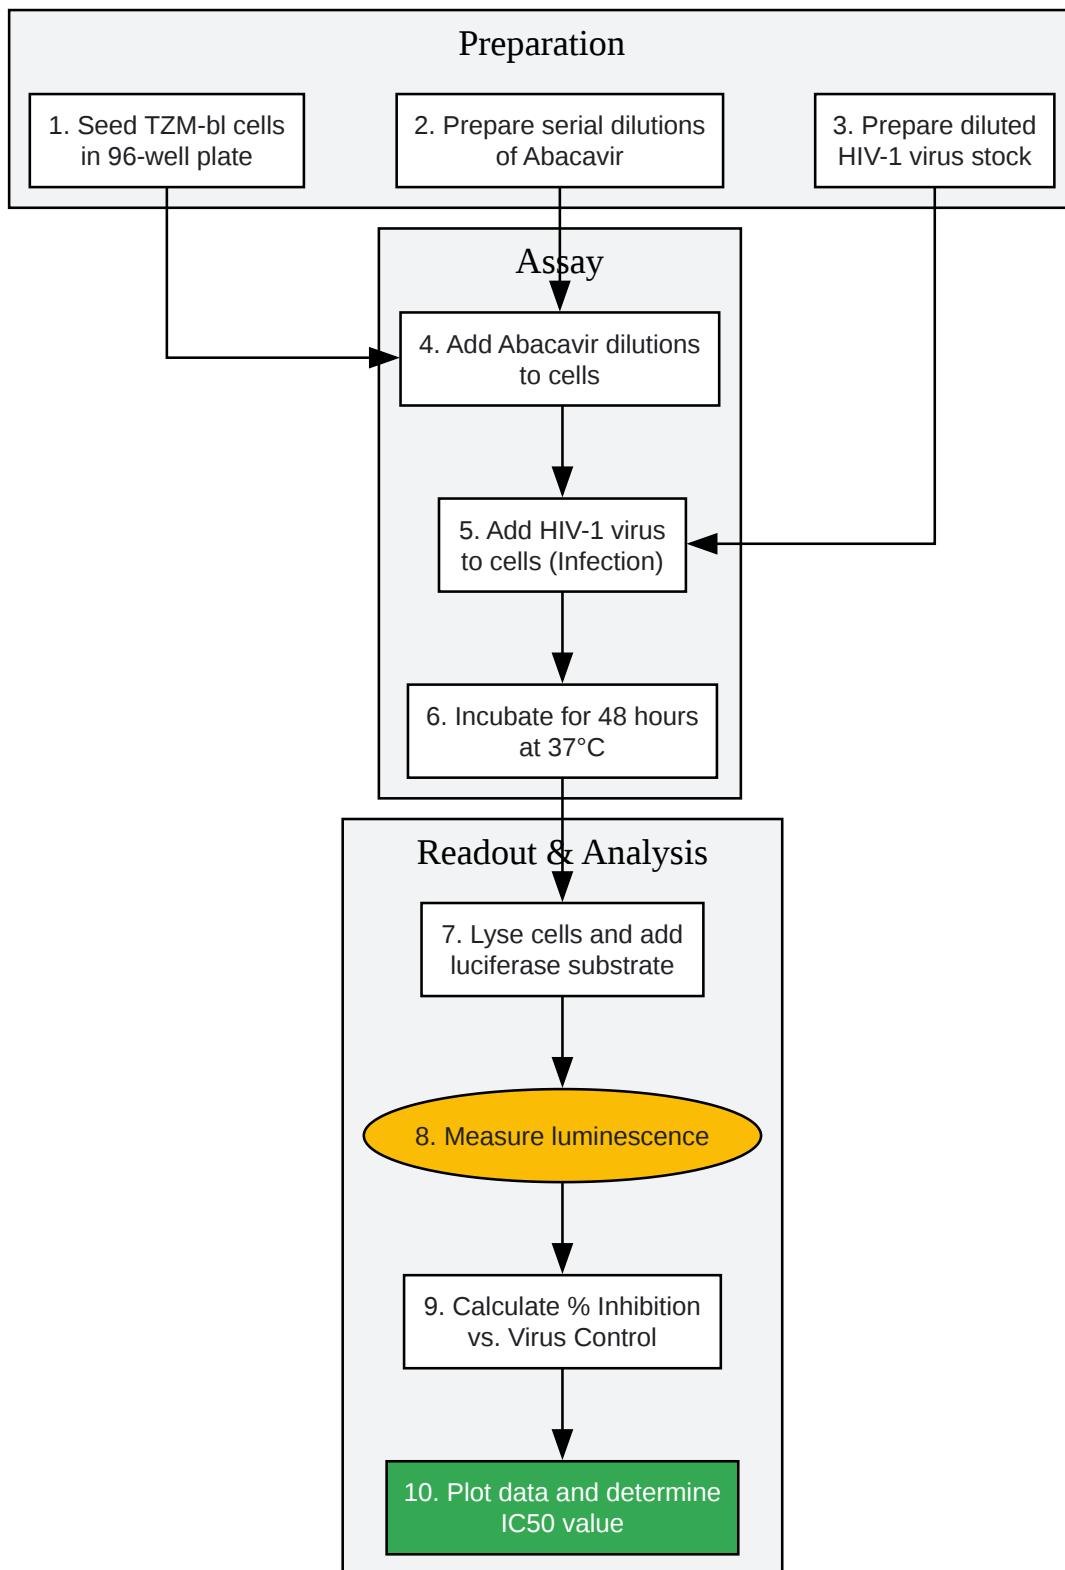 Preparation
1. Seed TZM-bl cells
in 96-well plate
2. Prepare serial dilutions
of Abacavir
3. Prepare diluted
HIV-1 virus stock
Assay
4. Add Abacavir dilutions
to cells
5. Add HIV-1 virus
to cells (Infection)
6. Incubate for 48 hours
at 37°C
Readout & Analysis
7. Lyse cells and add
luciferase substrate
8. Measure luminescence
9. Calculate % Inhibition
vs. Virus Control
10. Plot data and determine
IC50 value